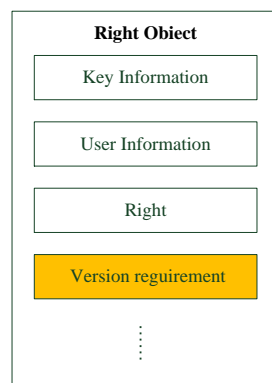 Right Obiect
Key Information
User Information
Right
Version reguirement